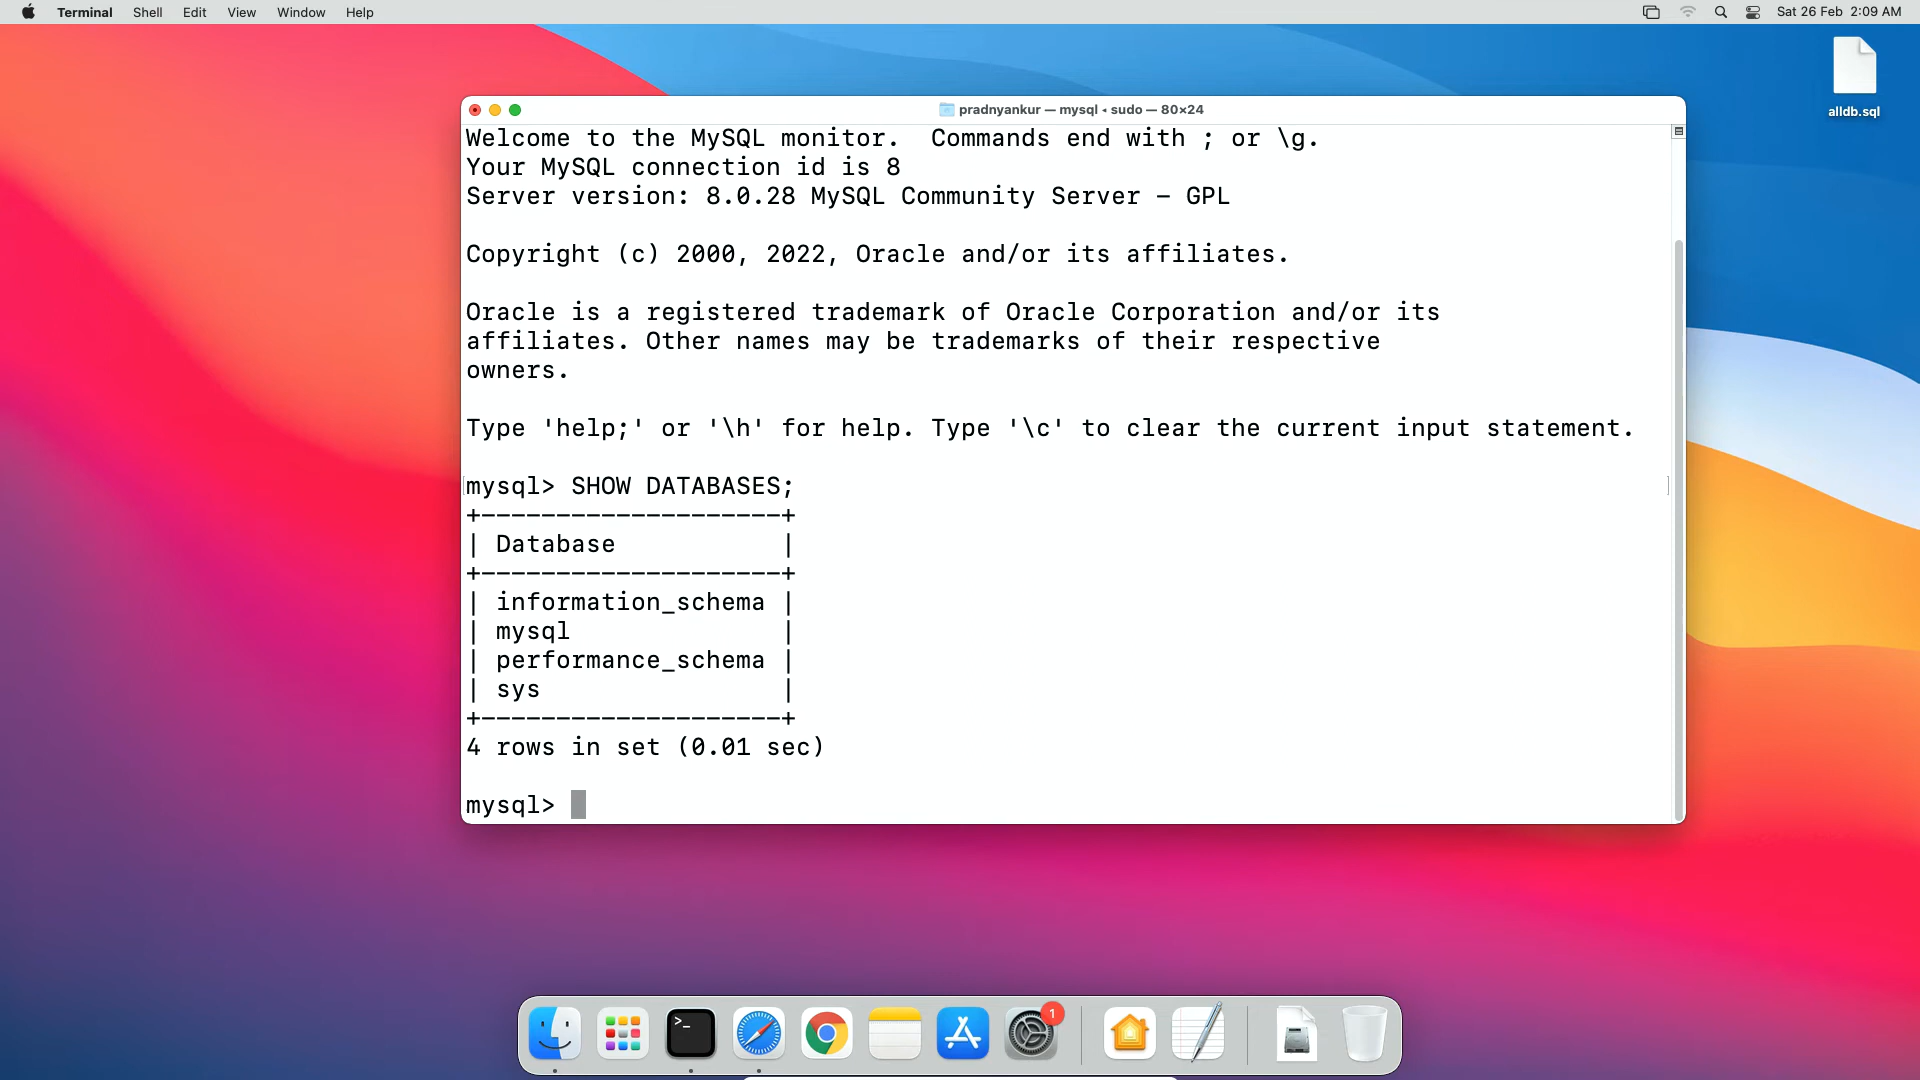 Terminal Shell Edit View Window Help Sat 26 Feb 2:09 AM
alldb.sql
pradnyankur — mysql ◂ sudo — 80×24
Welcome to the MySQL monitor.  Commands end with ; or \g.
Your MySQL connection id is 8
Server version: 8.0.28 MySQL Community Server - GPL
Copyright (c) 2000, 2022, Oracle and/or its affiliates.
Oracle is a registered trademark of Oracle Corporation and/or its
affiliates. Other names may be trademarks of their respective
owners.
Type 'help;' or '\h' for help. Type '\c' to clear the current input statement.
mysql> SHOW DATABASES;
+--------------------+
| Database           |
+--------------------+
| information_schema |
| mysql              |
| performance_schema |
| sys                |
+--------------------+
4 rows in set (0.01 sec)
mysql>
>_
1